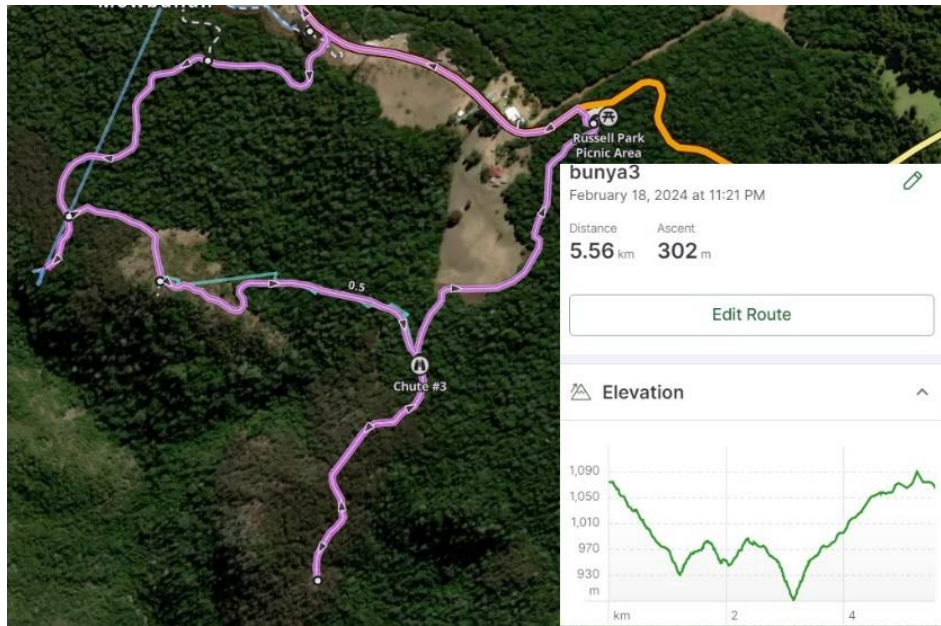 Russell Park
Picnic Area
0.5
Chute #3
bunya3
February 18, 2024 at 11:21 PM
Distance
Ascent
5.56 km
302 m
Edit Route
Elevation
1,090
1,050
1,010
970
930
m
km
2
4